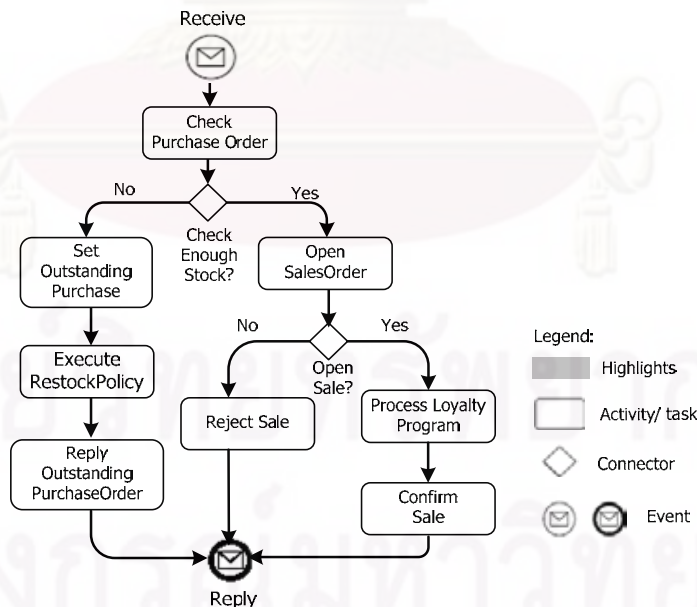 Receive
Check
Purchase Order
No
Yes
Check
Enough
Stock?
Set
Outstanding
Purchase
Open
SalesOrder
No
Yes
Open
Sale?
Execute
RestockPolicy
Reject Sale
Process Loyalty
Program
Reply
Outstanding
PurchaseOrder
Confirm
Sale
Reply
Legend:
Highlights
Activity/ task
Connector
Event